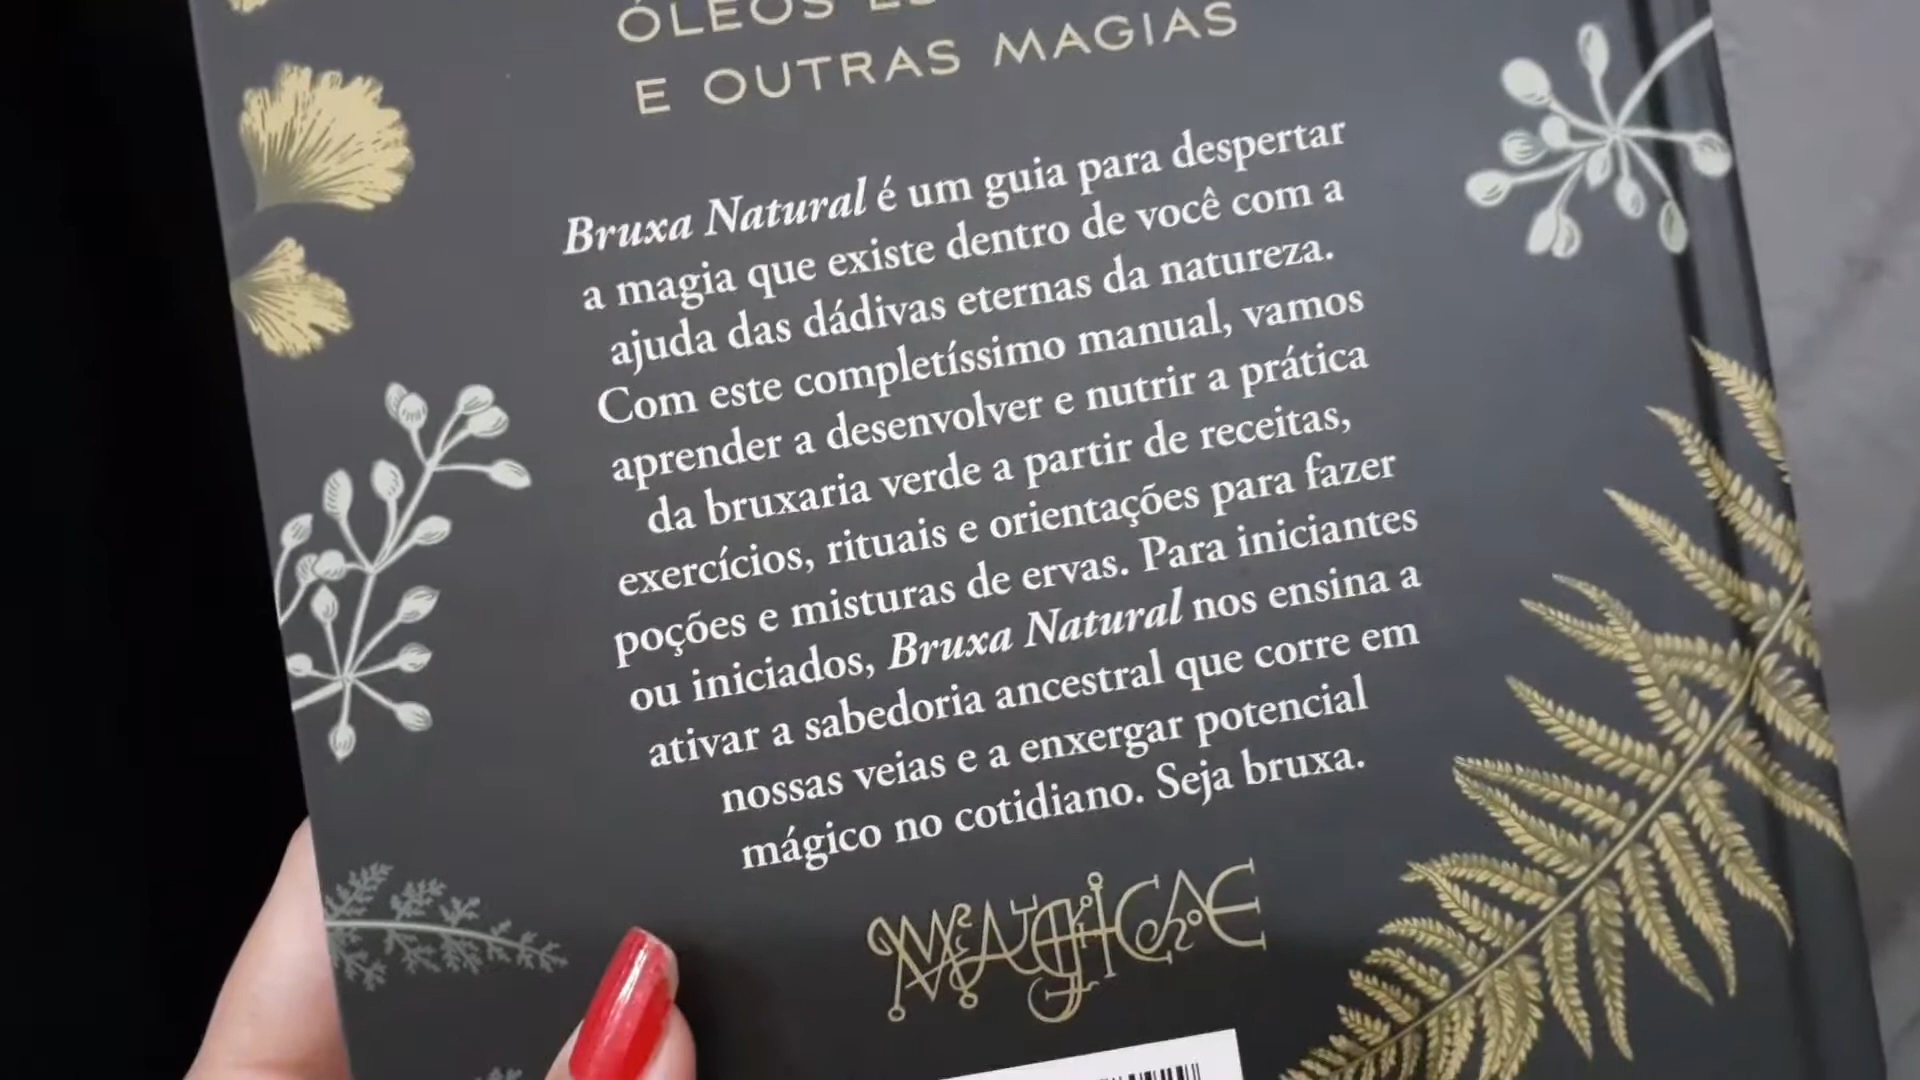 ÓLEOS
E OUTRAS MAGIAS
Bruxa Natural é um guia para despertar
a magia que existe dentro de você com a
ajuda das dádivas eternas da natureza.
Com este completíssimo manual, vamos
aprender a desenvolver e nutrir a prática
da bruxaria verde a partir de receitas,
exercícios, rituais e orientações para fazer
poções e misturas de ervas. Para iniciantes
ou iniciados, Bruxa Natural nos ensina a
ativar a sabedoria ancestral que corre em
nossas veias e a enxergar potencial
mágico no cotidiano. Seja bruxa.
MAGICAE